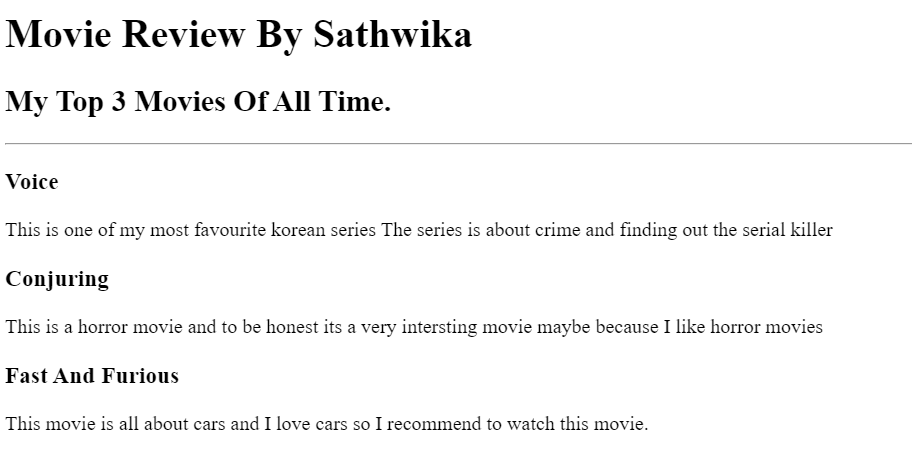 Movie Review By Sathwika
My Top 3 Movies Of All Time.
Voice
This is one of my most favourite korean series The series is about crime and finding out the serial killer
Conjuring
This is a horror movie and to be honest its a very intersting movie maybe because I like horror movies
Fast And Furious
This movie is all about cars and I love cars so I recommend to watch this movie.